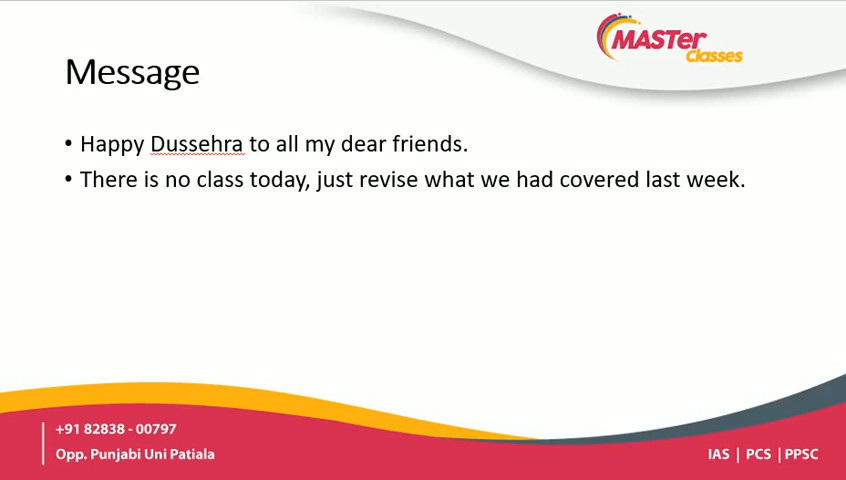 MASTer
Classes
Message
• Happy Dussehra to all my dear friends.
• There is no class today, just revise what we had covered last week.
+91 82838 - 00797
Opp. Punjabi Uni Patiala
IAS | PCS | PPSC